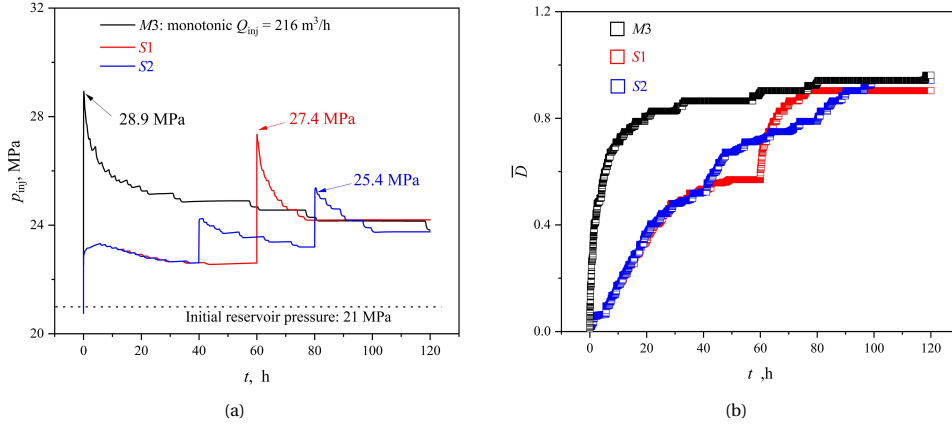 32
28
24
20
p_inj, MPa
M3: monotonic Q_inj = 216 m³/h
S1
S2
28.9 MPa
27.4 MPa
25.4 MPa
Initial reservoir pressure: 21 MPa
0 20 40 60 80 100 120
t, h
(a)
1.2
0.8
0.4
0.0
D̅
M3
S1
S2
0 20 40 60 80 100 120
t ,h
(b)